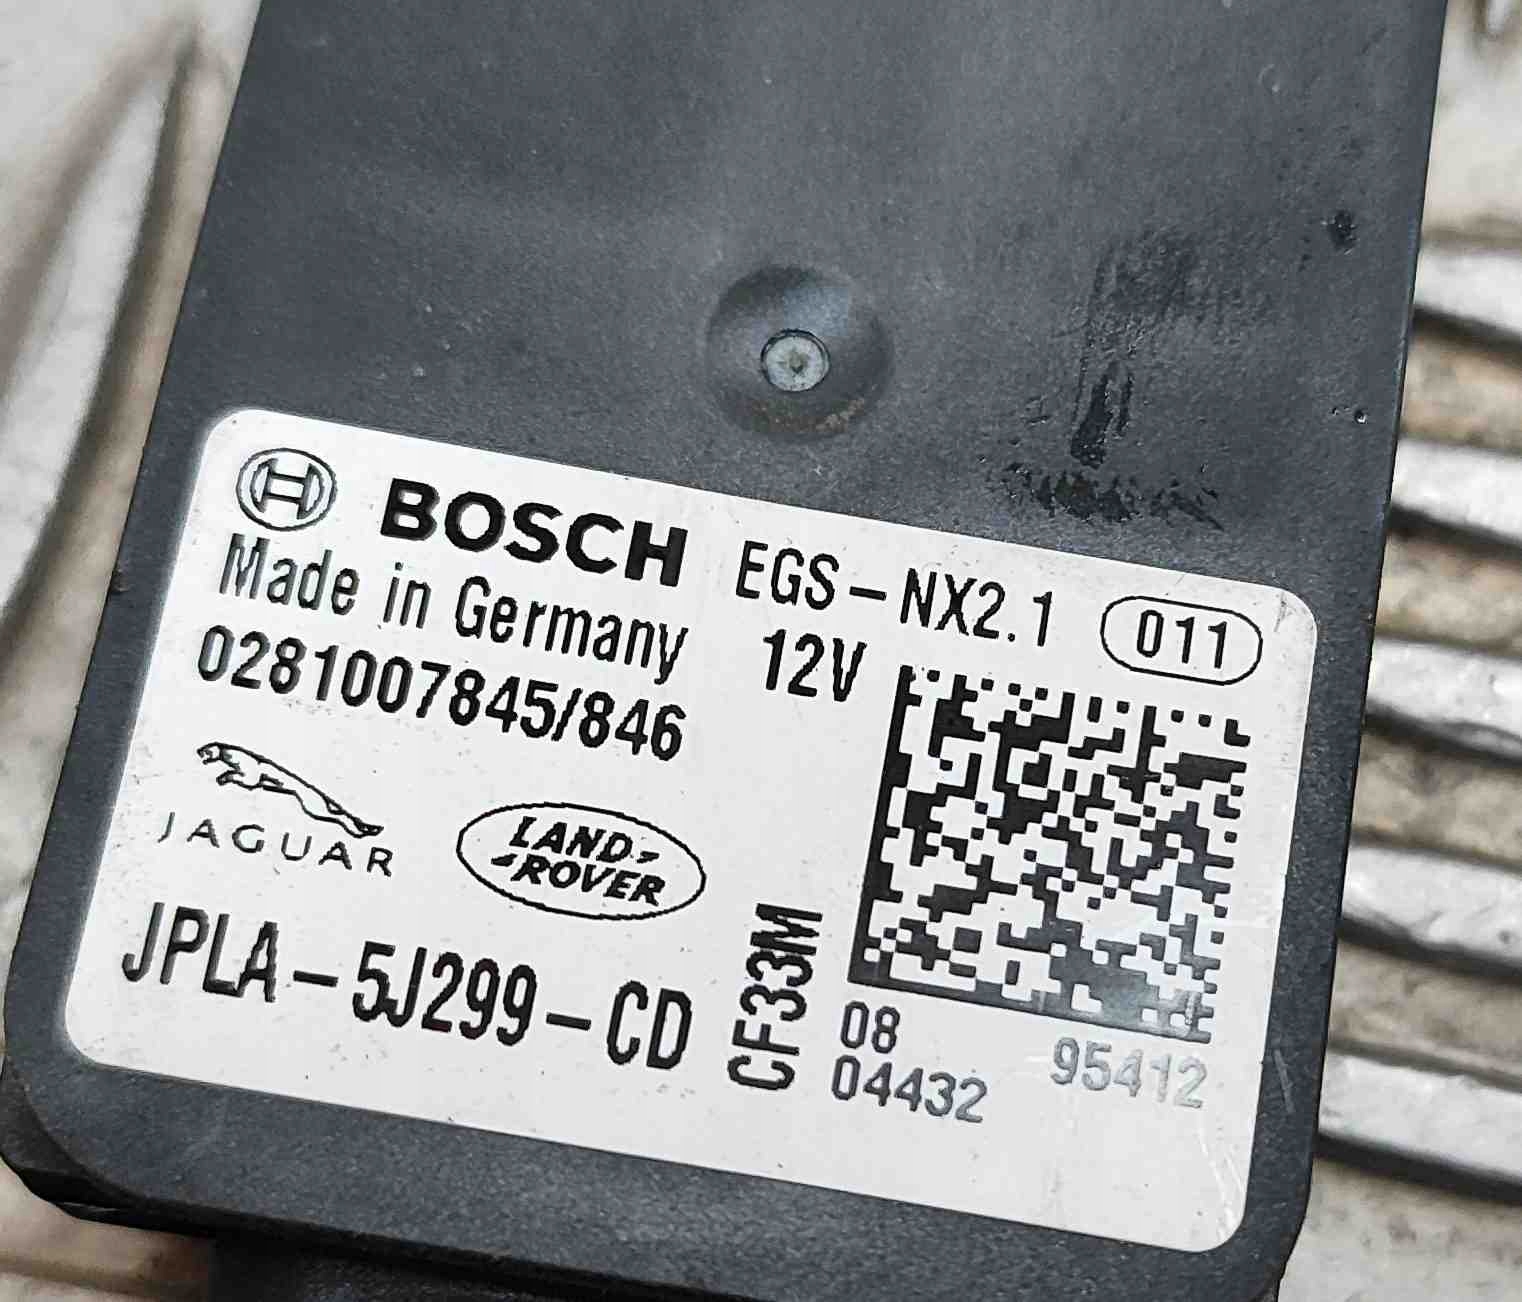 BOSCH EGS-NX2.1 011
Made in Germany 12V
0281007845/846
JAGUAR
LAND-
-ROVER
JPLA-5J299-CD
CF33M
08 95412
04432